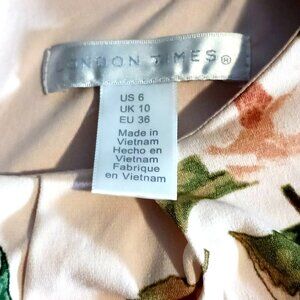 LONDON TIMES®
US 6
UK 10
EU 36
Made in
Vietnam
Hecho en
Vietnam
Fabrique
en Vietnam